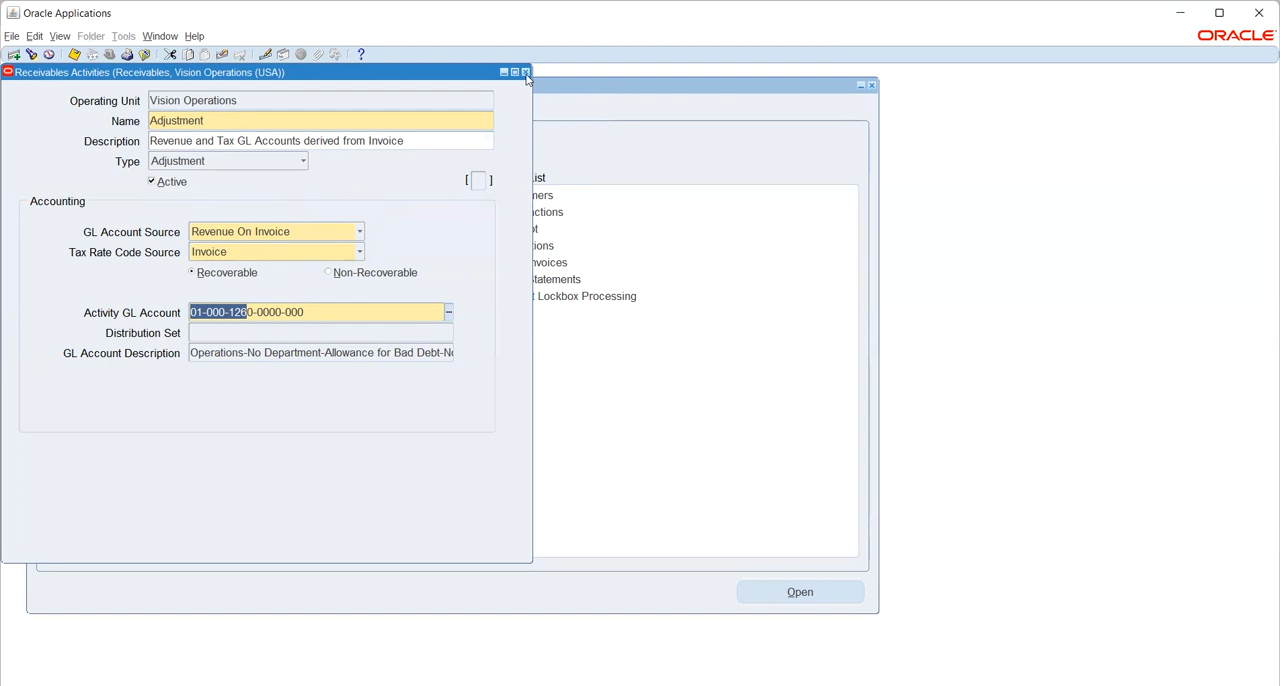 Oracle Applications
File Edit View Folder Tools Window Help
ORACLE
Receivables Activities (Receivables, Vision Operations (USA))
Operating Unit Vision Operations
Name Adjustment
Description Revenue and Tax GL Accounts derived from Invoice
Type Adjustment
Active
[ ]
Accounting
GL Account Source Revenue On Invoice
Tax Rate Code Source Invoice
Recoverable Non-Recoverable
Activity GL Account 01-000-1260-0000-000
Distribution Set
GL Account Description Operations-No Department-Allowance for Bad Debt-No
ist
mers
ctions
ot
tions
nvoices
Statements
t Lockbox Processing
Open